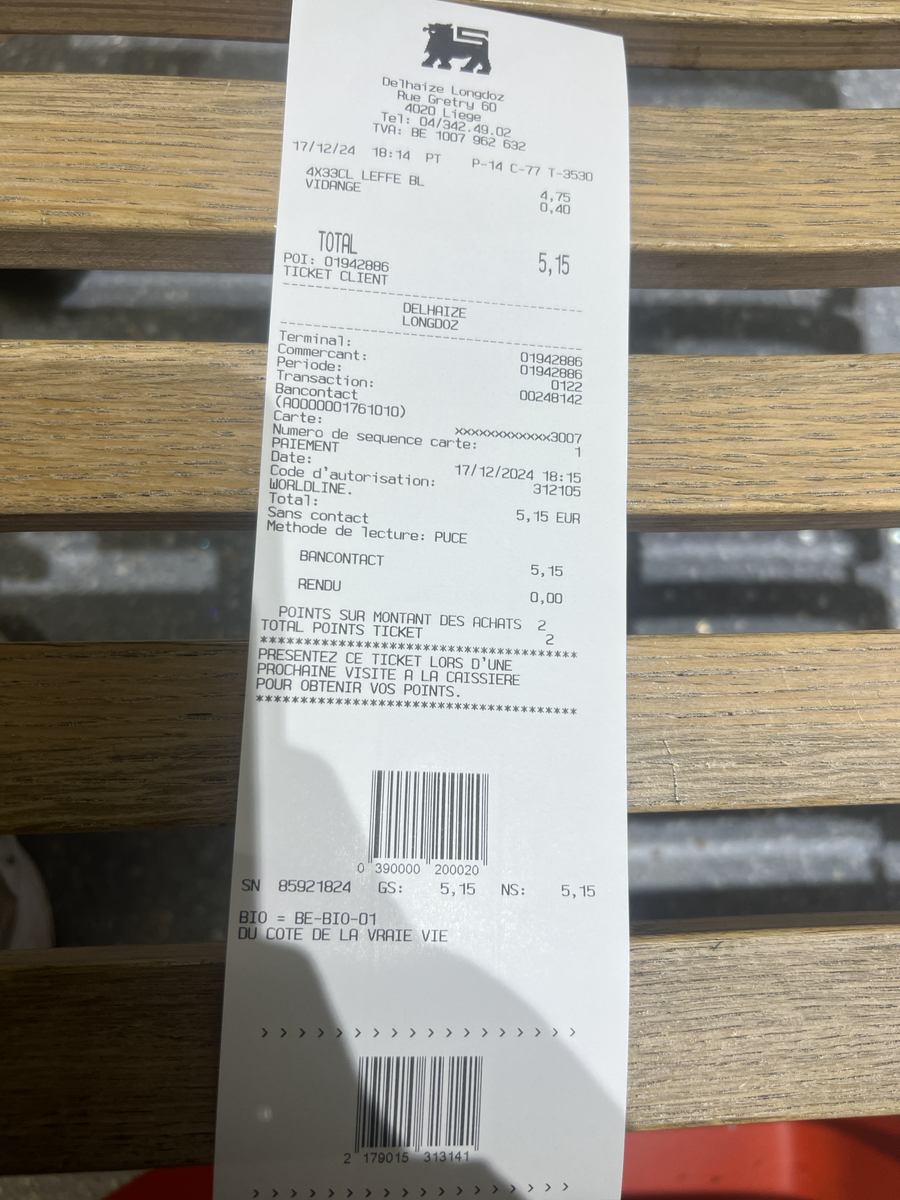 Delhaize Longdoz
Rue Gretry 60
4020 Liege
Tel: 04/342.49.02
TVA: BE 1007 962 632
17/12/24 18:14 PT P-14 C-77 T-3530
4X33CL LEFFE BL 4,75
VIDANGE 0,40
TOTAL 5,15
POI: 01942886
TICKET CLIENT
DELHAIZE
LONGDOZ
Terminal: 01942886
Commercant: 01942886
Periode: 0122
Transaction: 00248142
Bancontact
(A0000001761010)
Carte: xxxxxxxxxxxx3007
Numero de sequence carte: 1
PAIEMENT
Date: 17/12/2024 18:15
Code d'autorisation: 312105
WORLDLINE.
Total: 5,15 EUR
Sans contact
Methode de lecture: PUCE
BANCONTACT 5,15
RENDU 0,00
POINTS SUR MONTANT DES ACHATS 2
TOTAL POINTS TICKET 2
************************************
PRESENTEZ CE TICKET LORS D'UNE
PROCHAINE VISITE A LA CAISSIERE
POUR OBTENIR VOS POINTS.
************************************
0 390000 200020
SN 85921824 GS: 5,15 NS: 5,15
BIO = BE-BIO-01
DU COTE DE LA VRAIE VIE
> > > > > > > > > > > > > > > > > >
2 179015 313141
> > > > > > > > > > > > > > > > > >